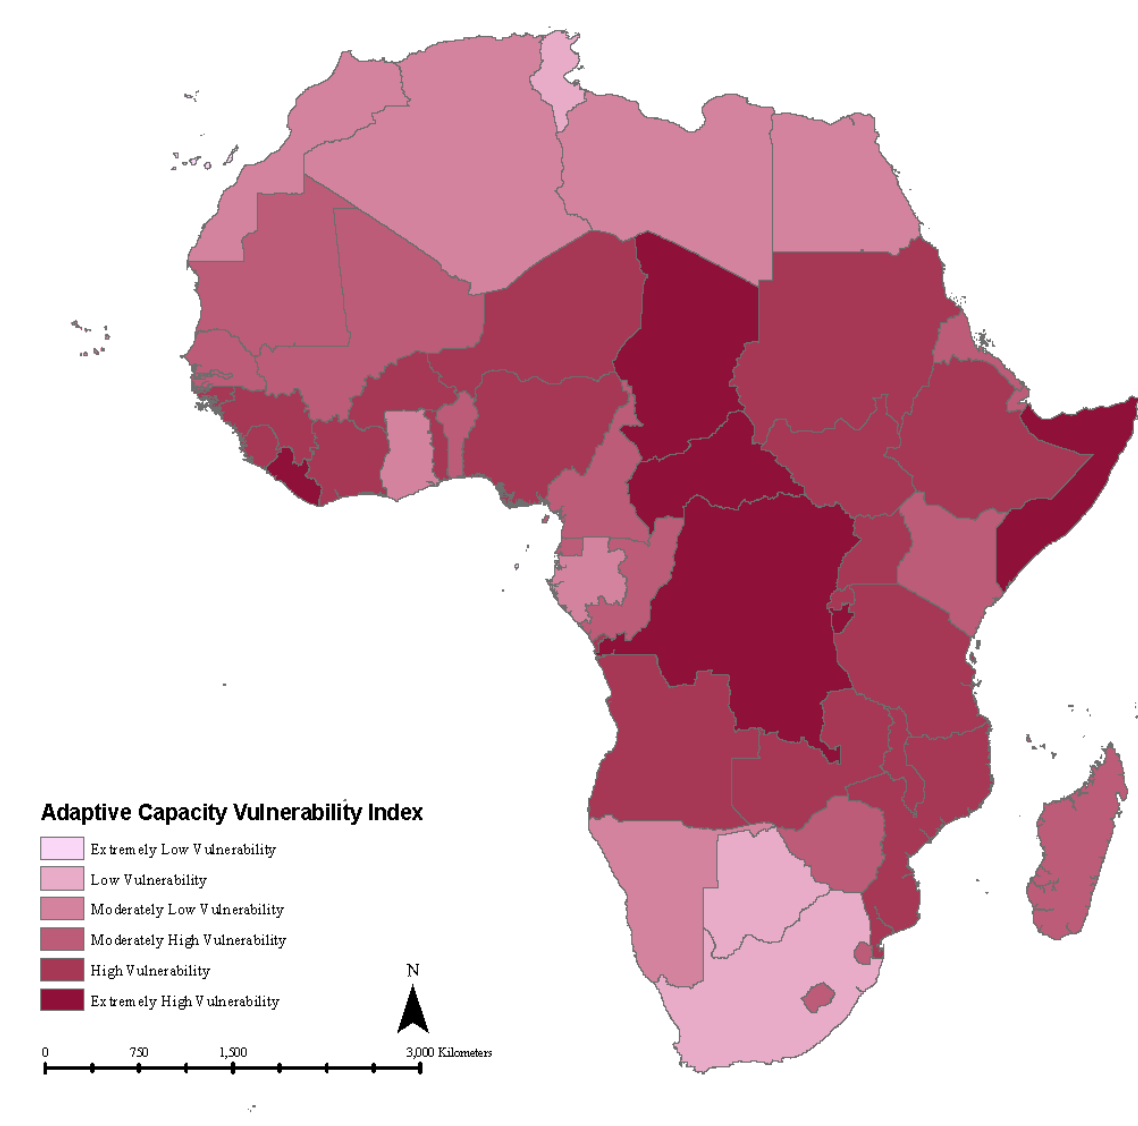 Adaptive Capacity Vulnerability Index
Extremely Low Vulnerability
Low Vulnerability
Moderately Low Vulnerability
Moderately High Vulnerability
High Vulnerability
Extremely High Vulnerability
N
0 750 1,500 3,000 Kilometers